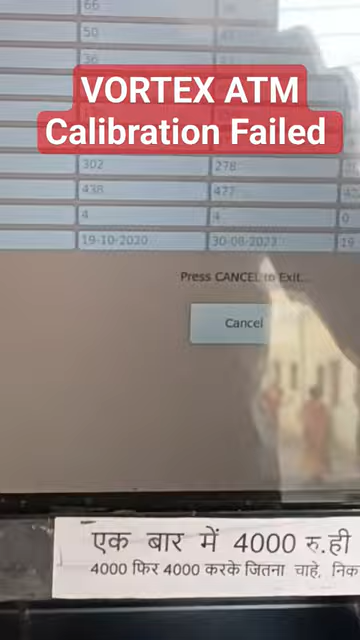 66
50
36
VORTEX ATM
Calibration Failed
302 278
438 477
4 4 0
19-10-2020 30-08-2023 19
Press CANCEL to Exit...
Cancel
एक बार में 4000 रु.ही
4000 फिर 4000 करके जितना चाहे, निक